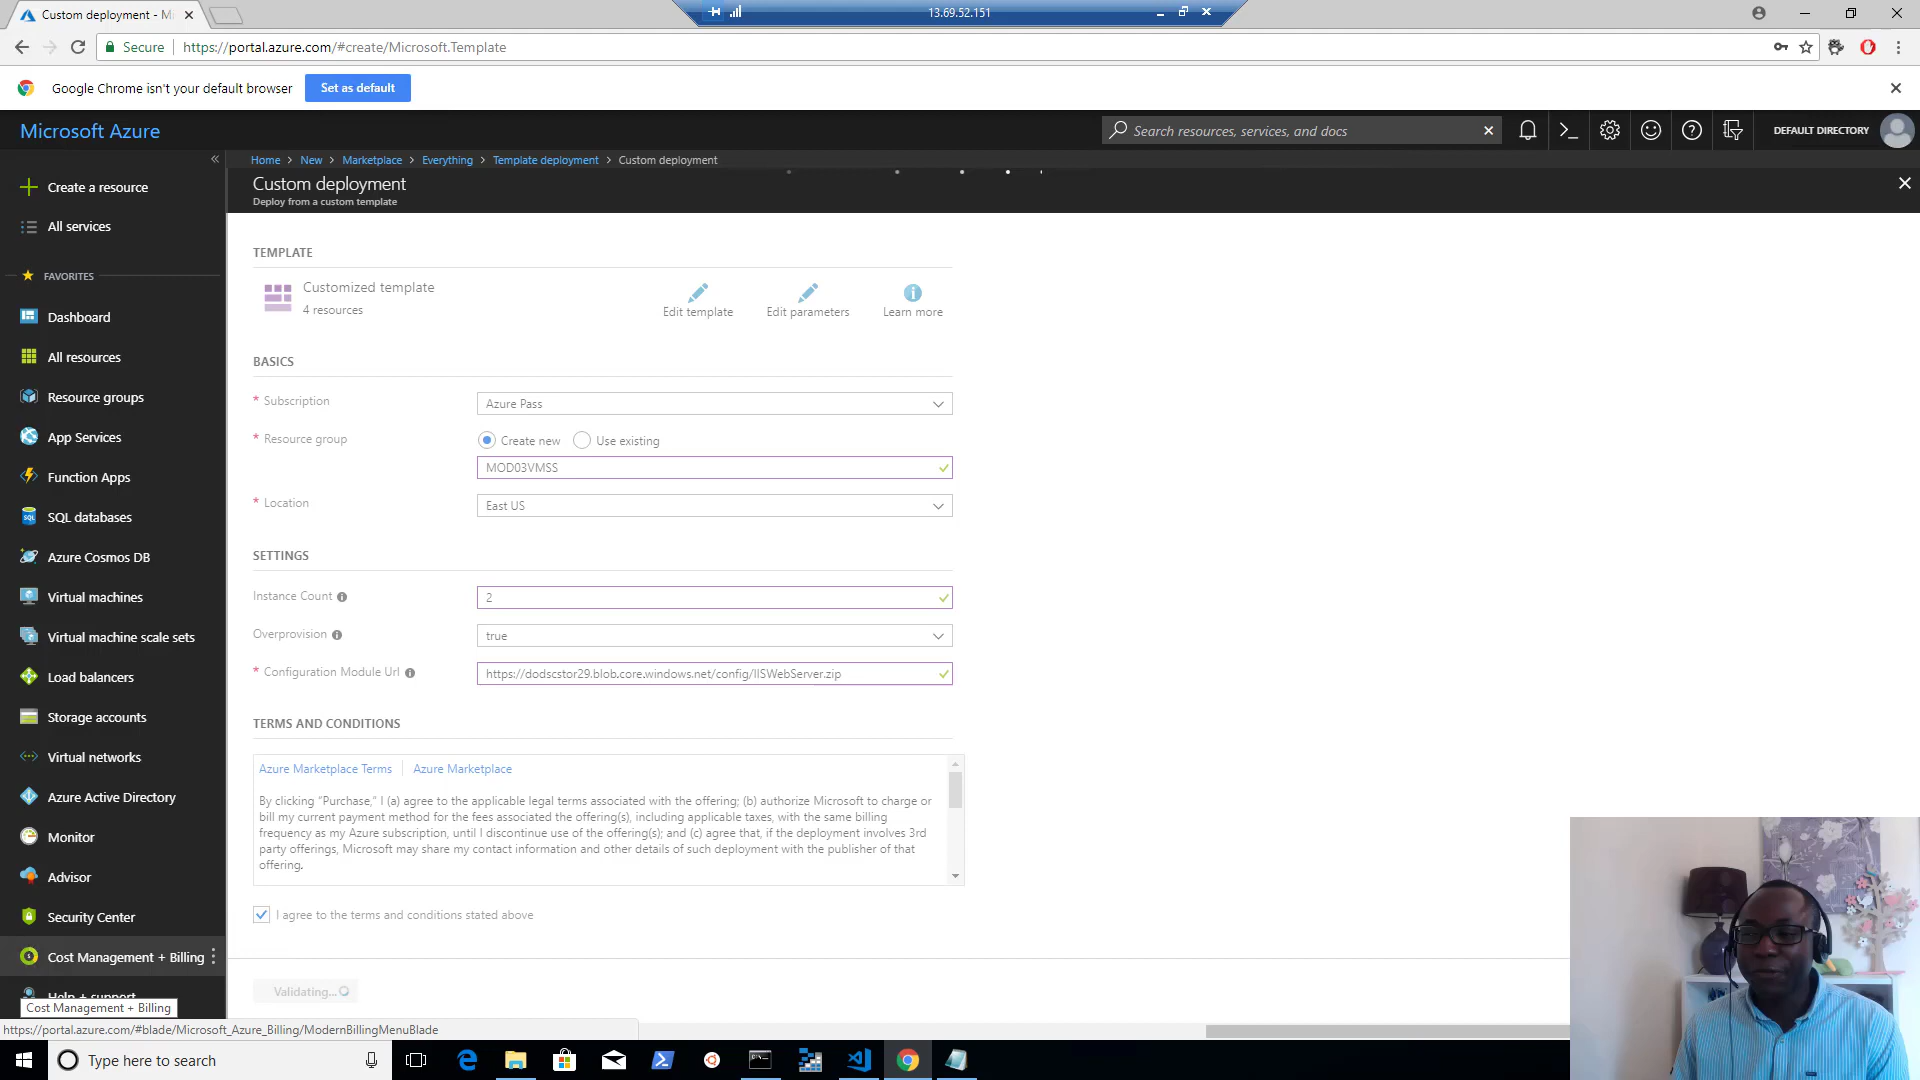 Custom deployment - M
13.69.52.151
Secure
https://portal.azure.com/#create/Microsoft.Template
Google Chrome isn't your default browser
Set as default
Microsoft Azure
Search resources, services, and docs
DEFAULT DIRECTORY
Home > New > Marketplace > Everything > Template deployment > Custom deployment
Custom deployment
Deploy from a custom template
Create a resource
All services
FAVORITES
Dashboard
All resources
Resource groups
App Services
Function Apps
SQL databases
Azure Cosmos DB
Virtual machines
Virtual machine scale sets
Load balancers
Storage accounts
Virtual networks
Azure Active Directory
Monitor
Advisor
Security Center
Cost Management + Billing
Help + support
Cost Management + Billing
https://portal.azure.com/#blade/Microsoft_Azure_Billing/ModernBillingMenuBlade
TEMPLATE
Customized template
4 resources
Edit template
Edit parameters
Learn more
BASICS
* Subscription
Azure Pass
* Resource group
Create new
Use existing
MOD03VMSS
* Location
East US
SETTINGS
Instance Count
2
Overprovision
true
* Configuration Module Url
https://dodscstor29.blob.core.windows.net/config/IISWebServer.zip
TERMS AND CONDITIONS
Azure Marketplace Terms
Azure Marketplace
By clicking "Purchase," I (a) agree to the applicable legal terms associated with the offering; (b) authorize Microsoft to charge or
bill my current payment method for the fees associated the offering(s), including applicable taxes, with the same billing
frequency as my Azure subscription, until I discontinue use of the offering(s); and (c) agree that, if the deployment involves 3rd
party offerings, Microsoft may share my contact information and other details of such deployment with the publisher of that
offering.
I agree to the terms and conditions stated above
Validating...
Type here to search